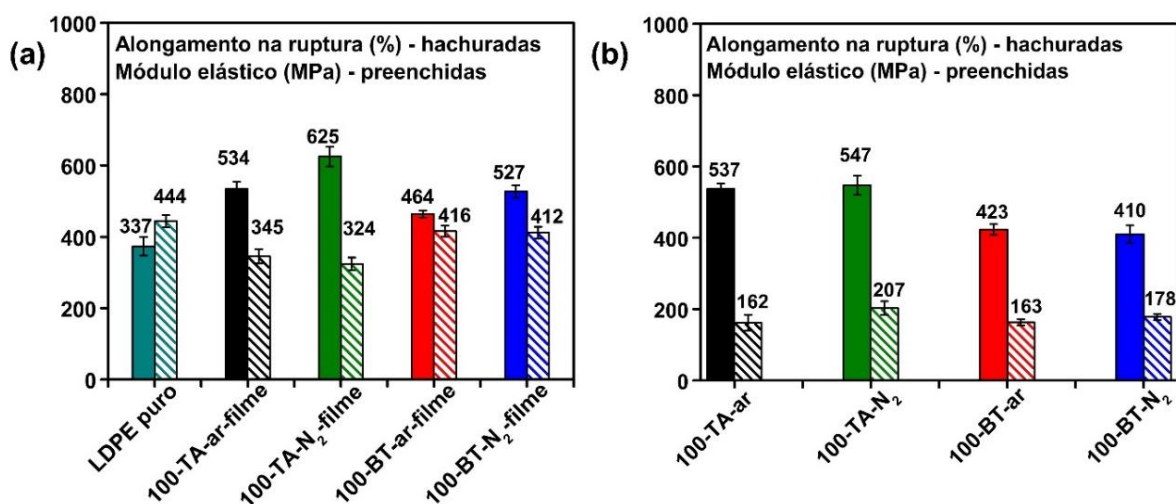 (a)
Alongamento na ruptura (%) - hachuradas
Módulo elástico (MPa) - preenchidas
1000
800
600
400
200
0
337
444
534
345
625
324
464
416
527
412
LDPE puro
100-TA-ar-filme
100-TA-N₂-filme
100-BT-ar-filme
100-BT-N₂-filme
(b)
Alongamento na ruptura (%) - hachuradas
Módulo elástico (MPa) - preenchidas
1000
800
600
400
200
0
537
162
547
207
423
163
410
178
100-TA-ar
100-TA-N₂
100-BT-ar
100-BT-N₂